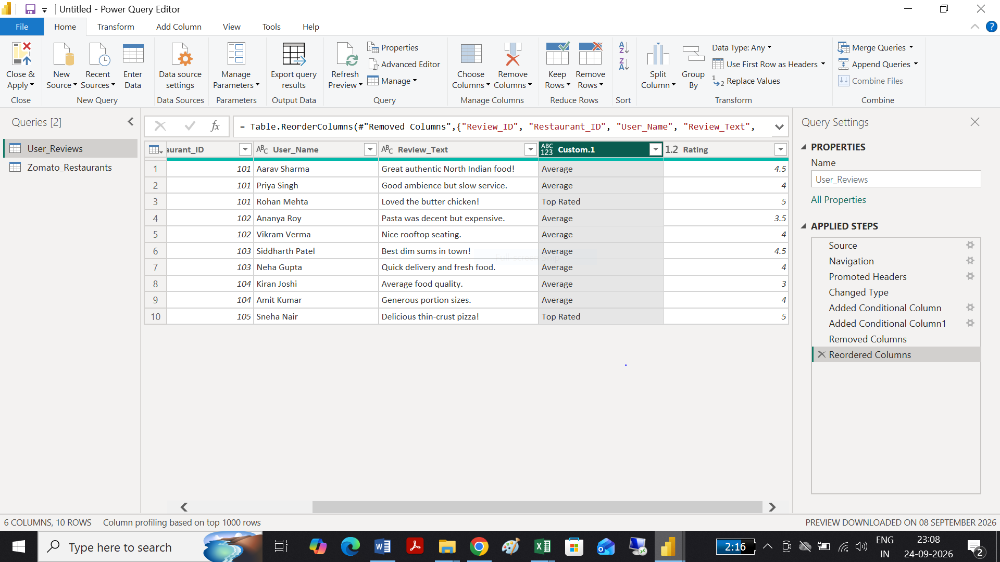 Untitled - Power Query Editor
File Home Transform Add Column View Tools Help
Close & Apply
New Source
Recent Sources
Enter Data
Data source settings
Manage Parameters
Export query results
Refresh Preview
Properties
Advanced Editor
Manage
Choose Columns
Remove Columns
Keep Rows
Remove Rows
Split Column
Group By
Data Type: Any
Use First Row as Headers
Replace Values
Merge Queries
Append Queries
Combine Files
Close New Query Data Sources Parameters Output Data Query Manage Columns Reduce Rows Sort Transform Combine
Queries [2]
User_Reviews
Zomato_Restaurants
fx = Table.ReorderColumns(#"Removed Columns",{"Review_ID", "Restaurant_ID", "User_Name", "Review_Text",
aurant_ID ABC User_Name ABC Review_Text ABC 123 Custom.1 1.2 Rating
1 101 Aarav Sharma Great authentic North Indian food! Average 4.5
2 101 Priya Singh Good ambience but slow service. Average 4
3 101 Rohan Mehta Loved the butter chicken! Top Rated 5
4 102 Ananya Roy Pasta was decent but expensive. Average 3.5
5 102 Vikram Verma Nice rooftop seating. Average 4
6 103 Siddharth Patel Best dim sums in town! Average 4.5
Full-screen Snip
7 103 Neha Gupta Quick delivery and fresh food. Average 4
8 104 Kiran Joshi Average food quality. Average 3
9 104 Amit Kumar Generous portion sizes. Average 4
10 105 Sneha Nair Delicious thin-crust pizza! Top Rated 5
Query Settings
PROPERTIES
Name
User_Reviews
All Properties
APPLIED STEPS
Source
Navigation
Promoted Headers
Changed Type
Added Conditional Column
Added Conditional Column1
Removed Columns
Reordered Columns
6 COLUMNS, 10 ROWS Column profiling based on top 1000 rows
PREVIEW DOWNLOADED ON 08 SEPTEMBER 2026
Type here to search
2:16
ENG
IN
23:08
24-09-2026
2